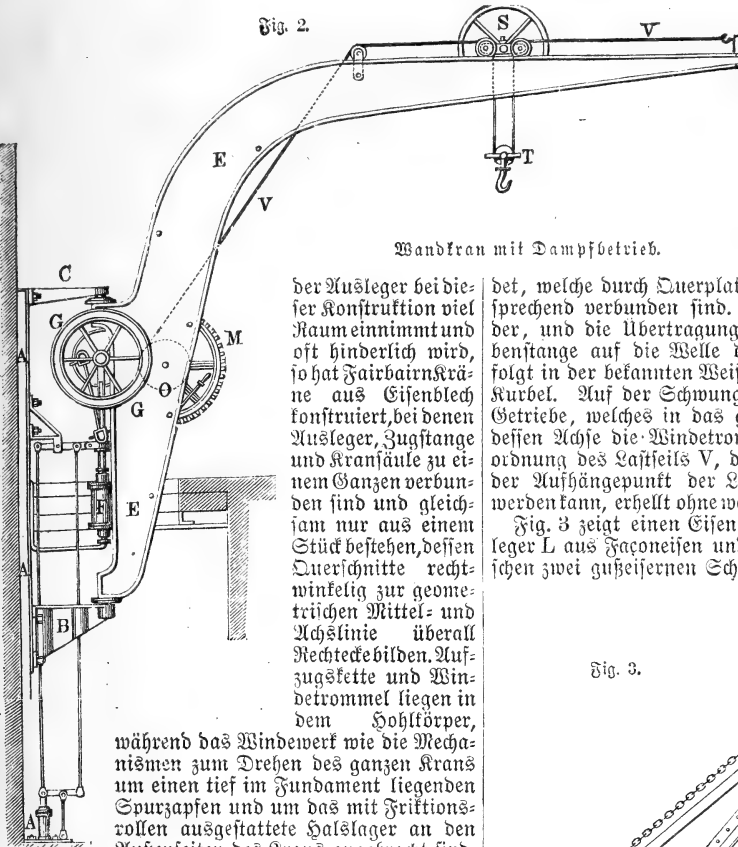 Fig. 2.
S
V
E
T
V
Wandkran mit Dampfbetrieb.
C
G
M
A
O
G
F
E
A
B
A
der Ausleger bei die-
ser Konstruktion viel
Raum einnimmt und
oft hinderlich wird,
so hat Fairbairn Krä-
ne aus Eisenblech
konstruiert, bei denen
Ausleger, Zugstange
und Kransäule zu ei-
nem Ganzen verbun-
den sind und gleich-
sam nur aus einem
Stück bestehen, dessen
Querschnitte recht-
winkelig zur geome-
trischen Mittel- und
Achslinie überall
Rechtecke bilden. Auf-
zugskette und Win-
detrommel liegen in
dem Hohlkörper,
während das Windewerk wie die Mecha-
nismen zum Drehen des ganzen Krans
um einen tief im Fundament liegenden
Spurzapfen und um das mit Friktions-
rollen ausgestattete Halslager an den
det, welche durch Querplat
sprechend verbunden sind.
der, und die Übertragung
benstange auf die Welle
folgt in der bekannten Weis
Kurbel. Auf der Schwung
Getriebe, welches in das
dessen Achse die Windetrom
ordnung des Lastseils V, d
der Aufhängepunkt der L
werden kann, erhellt ohne we
Fig. 3 zeigt einen Eisen
leger L aus Façoneisen un
schen zwei gußeisernen Sch
Fig. 3.